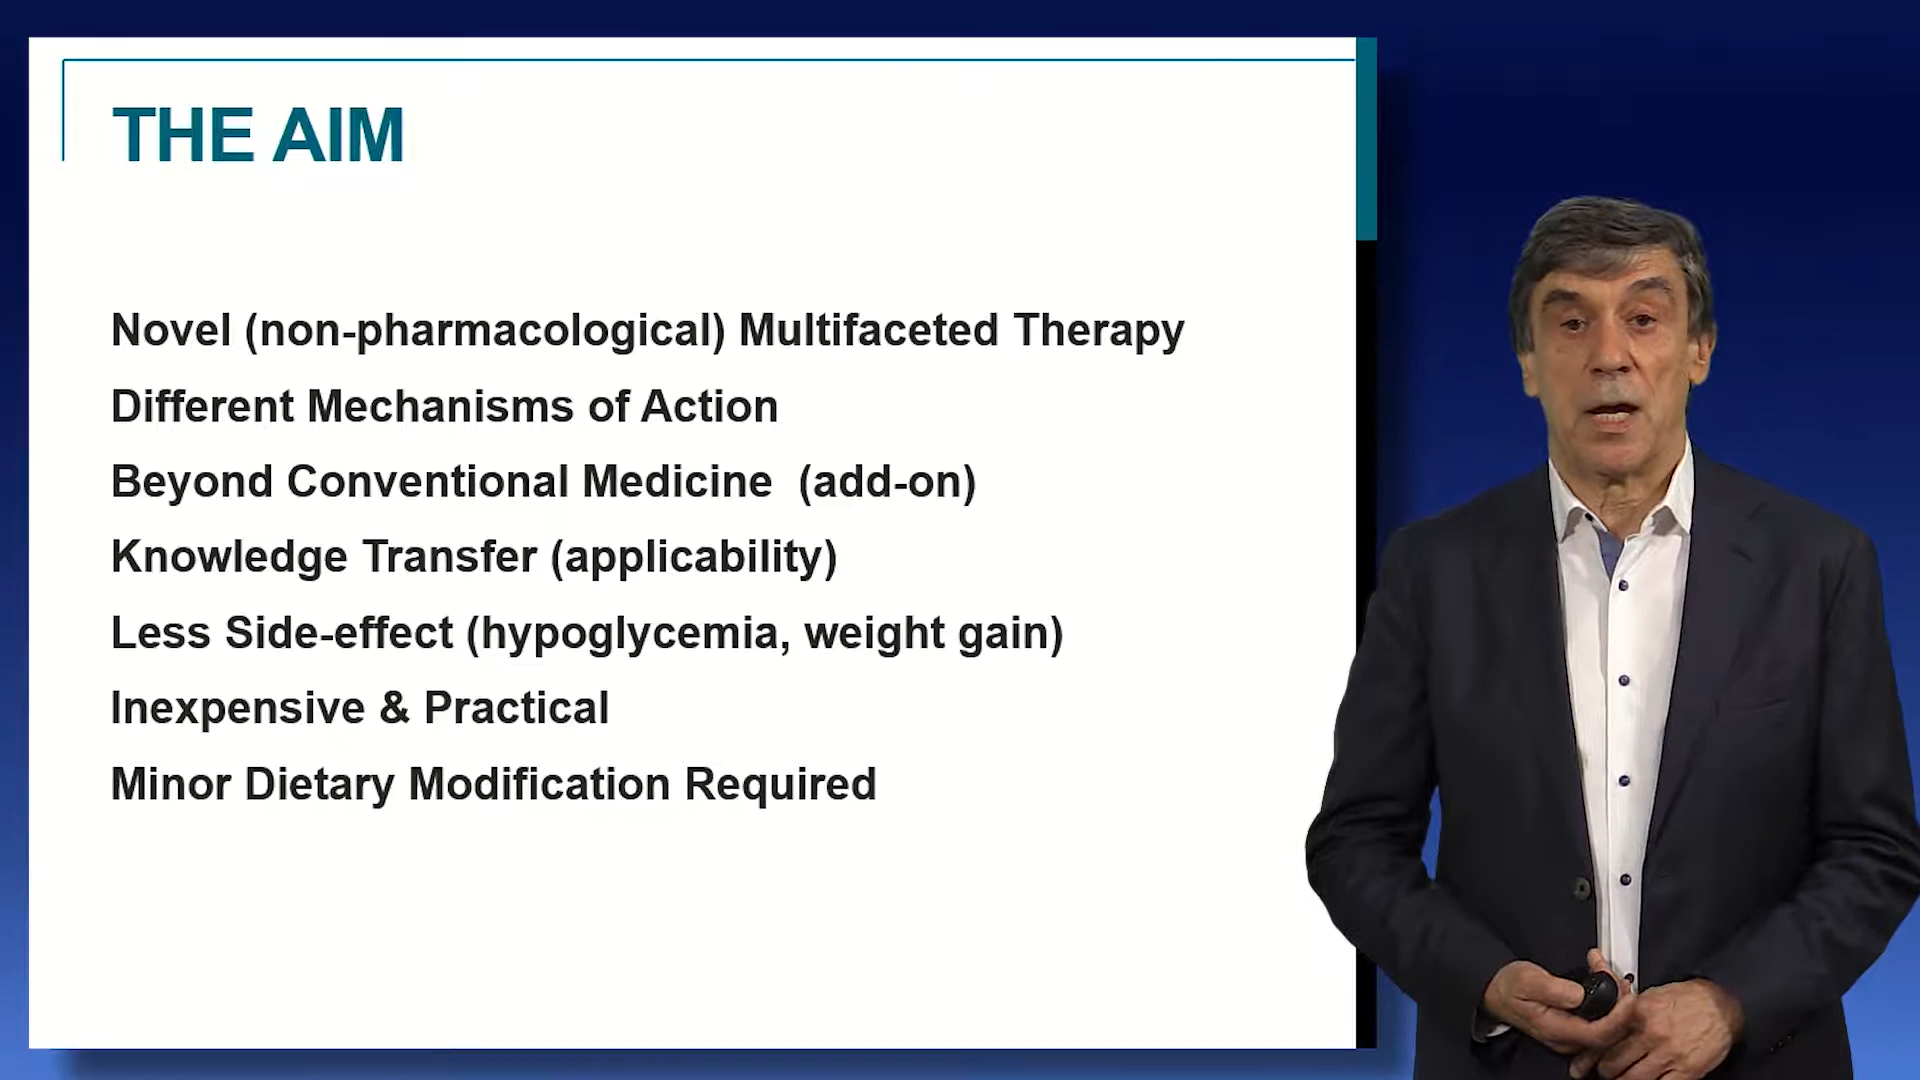 THE AIM
Novel (non-pharmacological) Multifaceted Therapy
Different Mechanisms of Action
Beyond Conventional Medicine (add-on)
Knowledge Transfer (applicability)
Less Side-effect (hypoglycemia, weight gain)
Inexpensive & Practical
Minor Dietary Modification Required